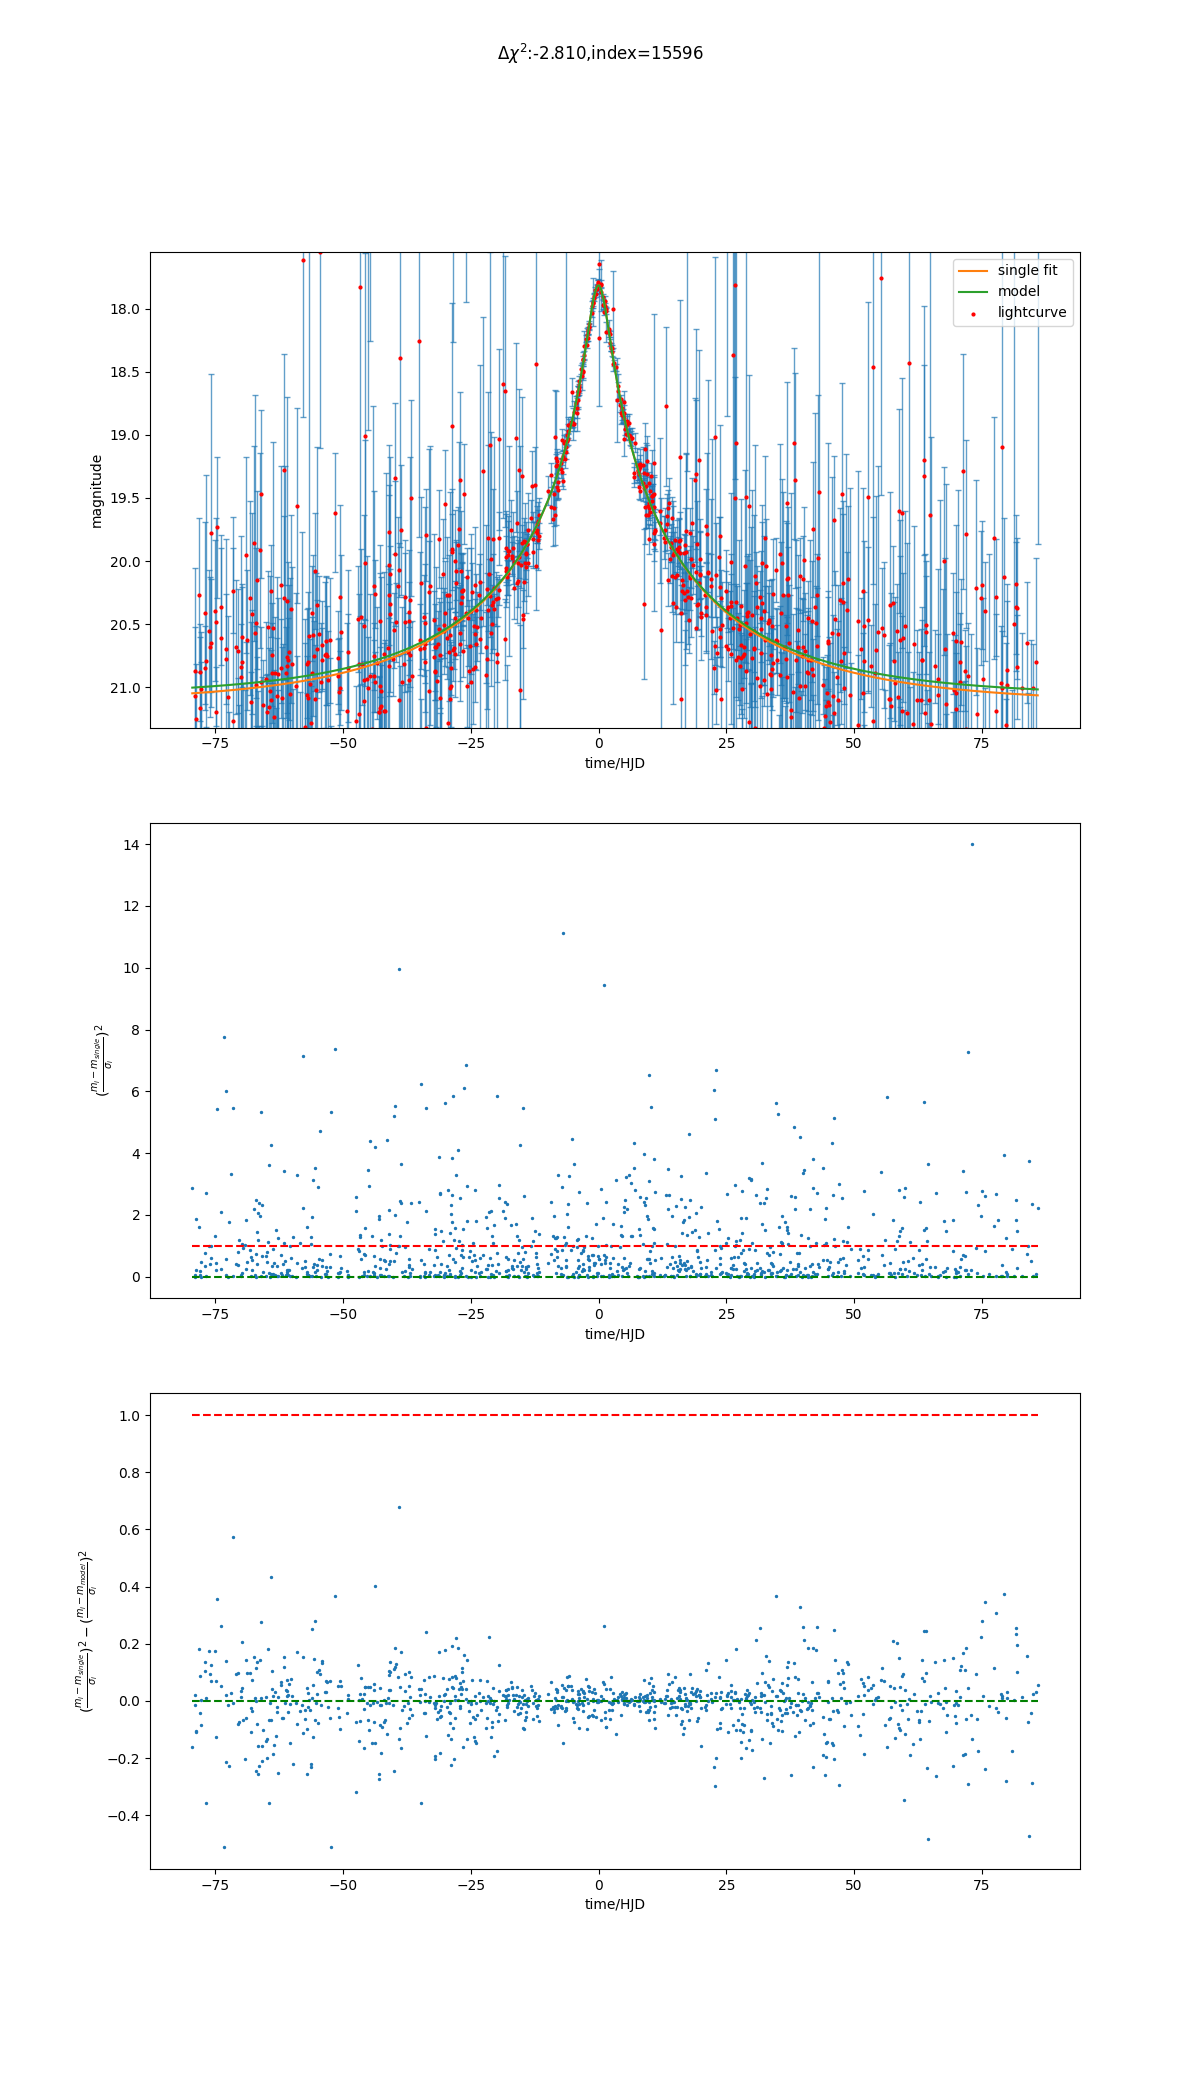 Δχ²:-2.810,index=15596
single fit
model
lightcurve
magnitude
18.0
18.5
19.0
19.5
20.0
20.5
21.0
−75 −50 −25 0 25 50 75
time/HJD
(m_i − m_single / σ_i)²
14
12
10
8
6
4
2
0
−75 −50 −25 0 25 50 75
time/HJD
(m_i − m_single / σ_i)² − (m_i − m_model / σ_i)²
1.0
0.8
0.6
0.4
0.2
0.0
−0.2
−0.4
−75 −50 −25 0 25 50 75
time/HJD